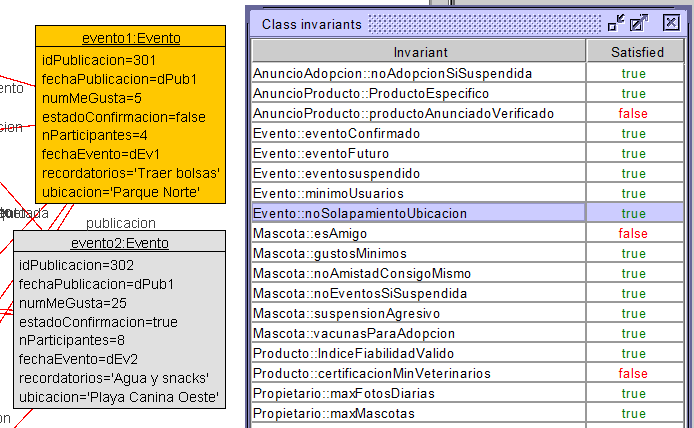 evento1:Evento
idPublicacion=301
fechaPublicacion=dPub1
numMeGusta=5
estadoConfirmacion=false
nParticipantes=4
fechaEvento=dEv1
recordatorios='Traer bolsas'
ubicacion='Parque Norte'
publicacion
evento2:Evento
idPublicacion=302
fechaPublicacion=dPub1
numMeGusta=25
estadoConfirmacion=true
nParticipantes=8
fechaEvento=dEv2
recordatorios='Agua y snacks'
ubicacion='Playa Canina Oeste'
Class invariants
Invariant Satisfied
AnuncioAdopcion::noAdopcionSiSuspendida true
AnuncioProducto::ProductoEspecifico true
AnuncioProducto::productoAnunciadoVerificado false
Evento::eventoConfirmado true
Evento::eventoFuturo true
Evento::eventosuspendido true
Evento::minimoUsuarios true
Evento::noSolapamientoUbicacion true
Mascota::esAmigo false
Mascota::gustosMinimos true
Mascota::noAmistadConsigoMismo true
Mascota::noEventosSiSuspendida true
Mascota::suspensionAgresivo true
Mascota::vacunasParaAdopcion true
Producto::IndiceFiabilidadValido true
Producto::certificacionMinVeterinarios false
Propietario::maxFotosDiarias true
Propietario::maxMascotas true